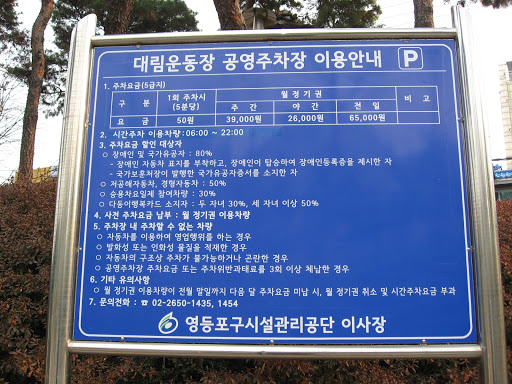 대림운동장 공영주차장 이용안내 P
1. 주차요금(5급지)
구 분 1회 주차시 (5분당) 월 정 기 권 비 고
주 간 야 간 전 일
요 금 50원 39,000원 26,000원 65,000원
2. 시간주차 이용차량:06:00 ~ 22:00
3. 주차요금 할인 대상자
○ 장애인 및 국가유공자 : 80%
- 장애인 자동차 표지를 부착하고, 장애인이 탑승하여 장애인등록증을 제시한 자
- 국가보훈처장이 발행한 국가유공자증서를 소지한 자
○ 저공해자동차, 경형자동차 : 50%
○ 승용차요일제 참여차량 : 30%
○ 다둥이행복카드 소지자 : 두 자녀 30%, 세 자녀 이상 50%
4. 사전 주차요금 납부 : 월 정기권 이용차량
5. 주차장 내 주차할 수 없는 차량
○ 자동차를 이용하여 영업행위를 하는 경우
○ 발화성 또는 인화성 물질을 적재한 경우
○ 자동차의 구조상 주차가 불가능하거나 곤란한 경우
○ 공영주차장 주차요금 또는 주차위반과태료를 3회 이상 체납한 경우
6. 기타 유의사항
○ 월 정기권 이용차량이 전월 말일까지 다음 달 주차요금 미납 시, 월 정기권 취소 및 시간주차요금 부과
7. 문의전화 : ☎ 02-2650-1435, 1454
영등포구시설관리공단 이사장